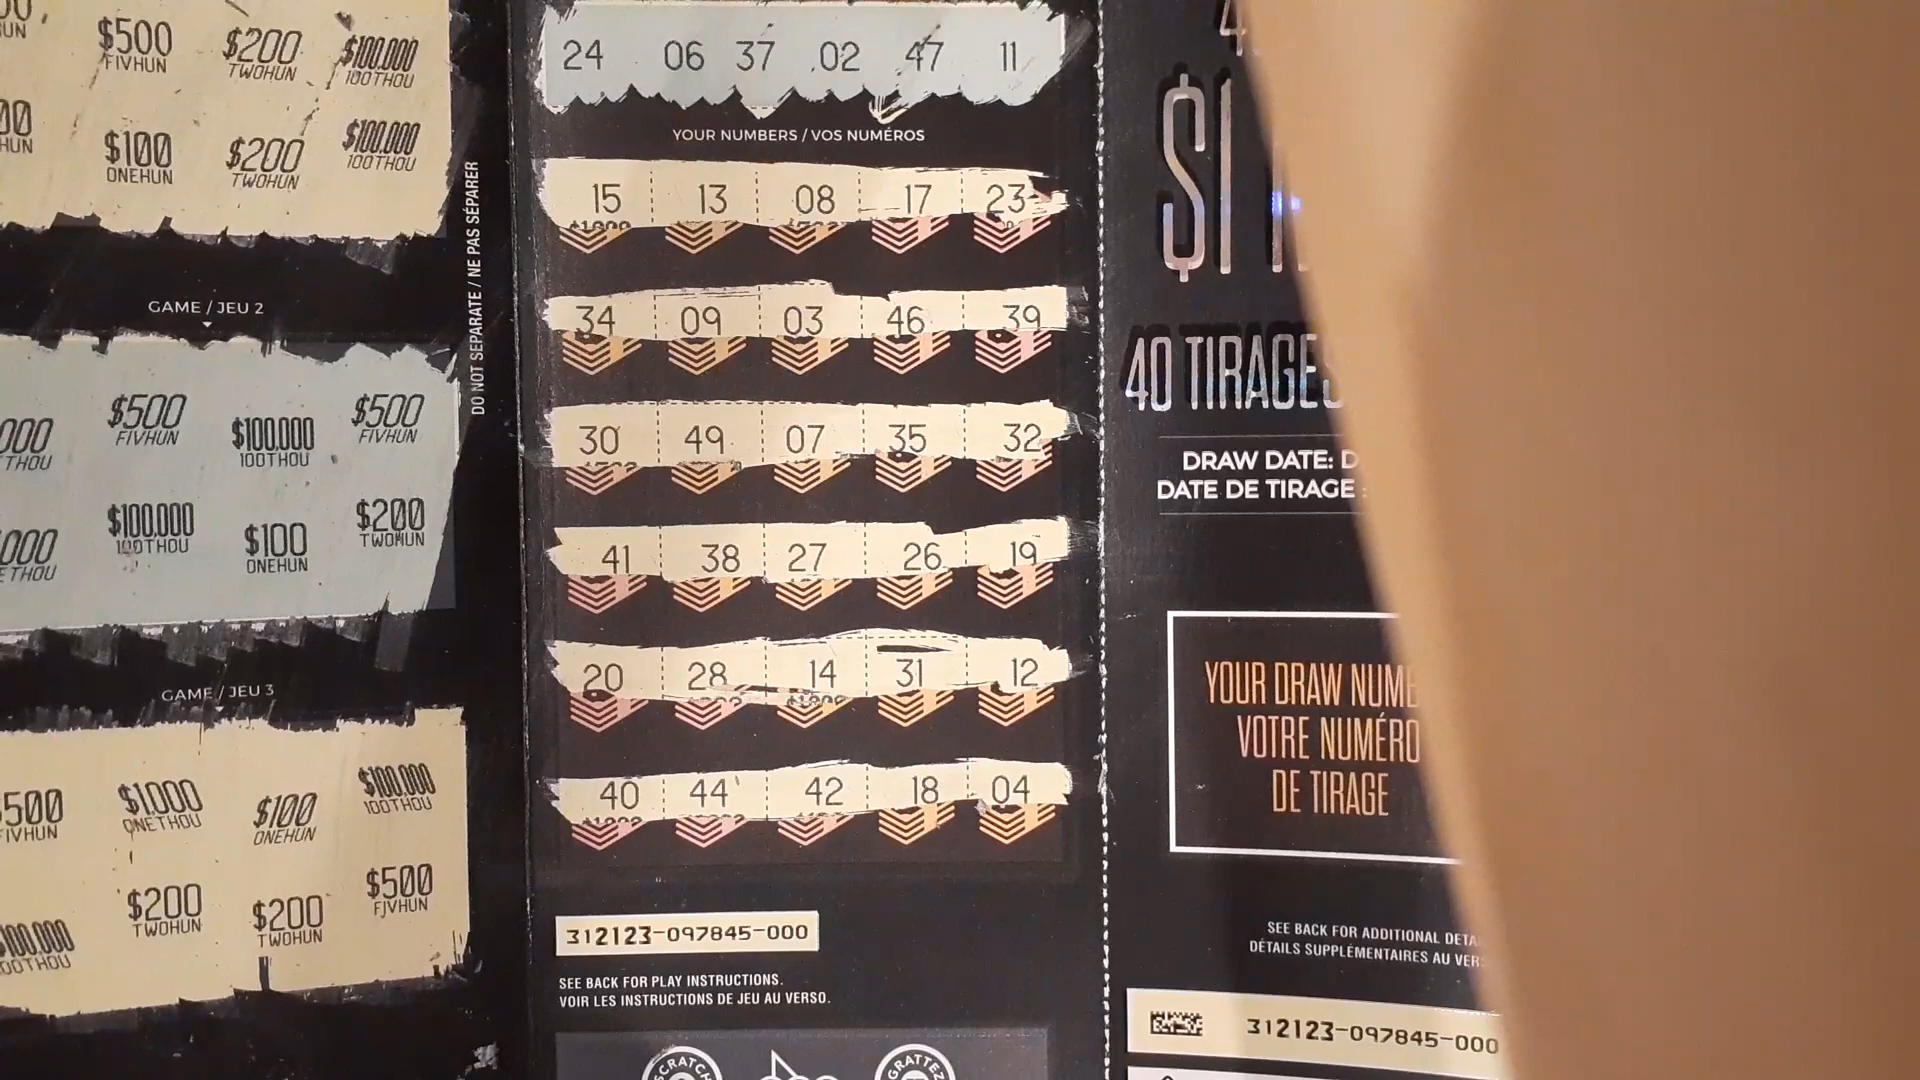 $500 $200 $100.000
FIVHUN TWOHUN 100THOU
$100 $200 $100.000
ONEHUN TWOHUN 100THOU
GAME / JEU 2
$500 $100.000 $500
FIVHUN 100THOU FIVHUN
$100.000 $100 $200
100THOU ONEHUN TWOHUN
GAME / JEU 3
$1.000 $100 $100.000
ONETHOU ONEHUN 100THOU
$200 $200 $500
TWOHUN TWOHUN FIVHUN
DO NOT SEPARATE / NE PAS SÉPARER
24 06 37 02 47 11
YOUR NUMBERS / VOS NUMÉROS
15 13 08 17 23
34 09 03 46 39
30 49 07 35 32
41 38 27 26 19
20 28 14 31 12
40 44 42 18 04
312123-097845-000
SEE BACK FOR PLAY INSTRUCTIONS.
VOIR LES INSTRUCTIONS DE JEU AU VERSO.
SCRATCH GRATTEZ
$1
40 TIRAGES
DRAW DATE:
DATE DE TIRAGE :
YOUR DRAW
VOTRE NUMÉRO
DE TIRAGE
SEE BACK FOR ADDITIONAL
DÉTAILS SUPPLÉMENTAIRES AU
312123-097845-000